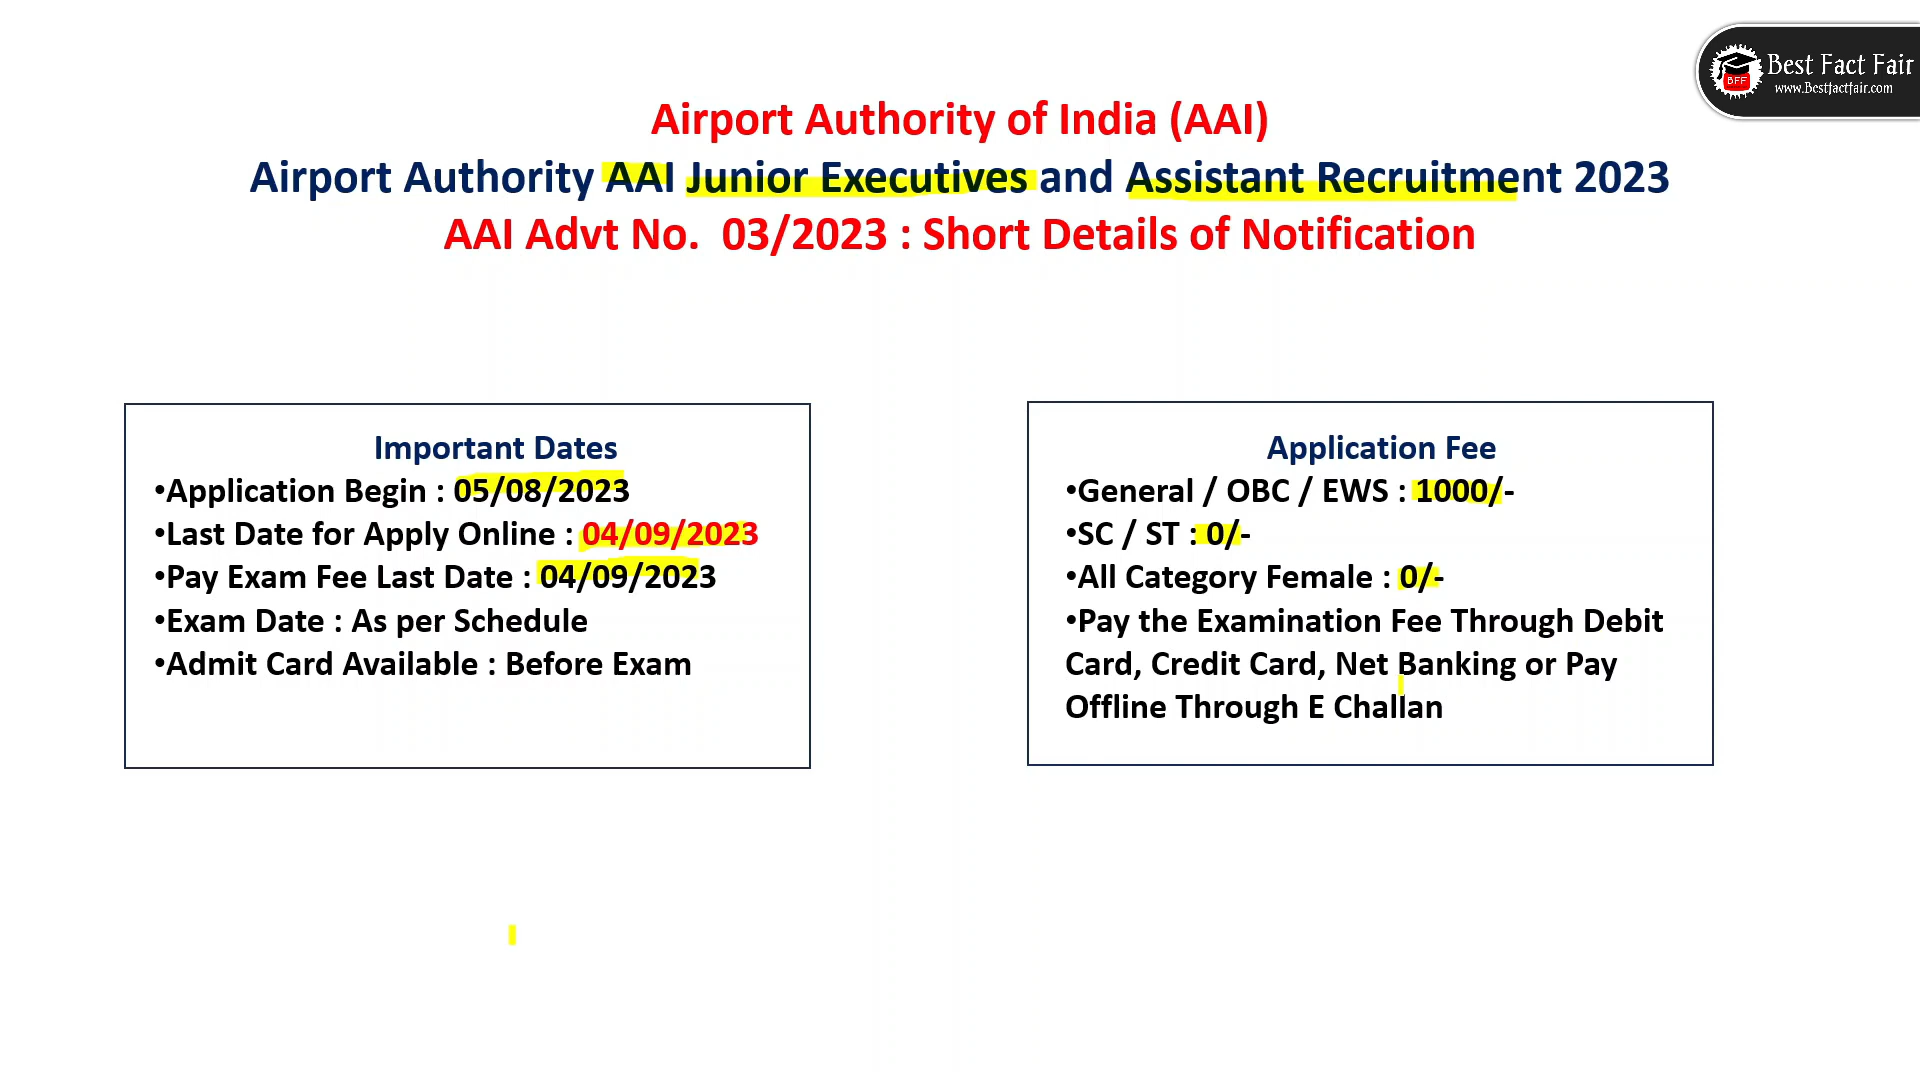 BFF
Best Fact Fair
www.Bestfactfair.com
Airport Authority of India (AAI)
Airport Authority AAI Junior Executives and Assistant Recruitment 2023
AAI Advt No. 03/2023 : Short Details of Notification
Important Dates
•Application Begin : 05/08/2023
•Last Date for Apply Online : 04/09/2023
•Pay Exam Fee Last Date : 04/09/2023
•Exam Date : As per Schedule
•Admit Card Available : Before Exam
Application Fee
•General / OBC / EWS : 1000/-
•SC / ST : 0/-
•All Category Female : 0/-
•Pay the Examination Fee Through Debit
Card, Credit Card, Net Banking or Pay
Offline Through E Challan